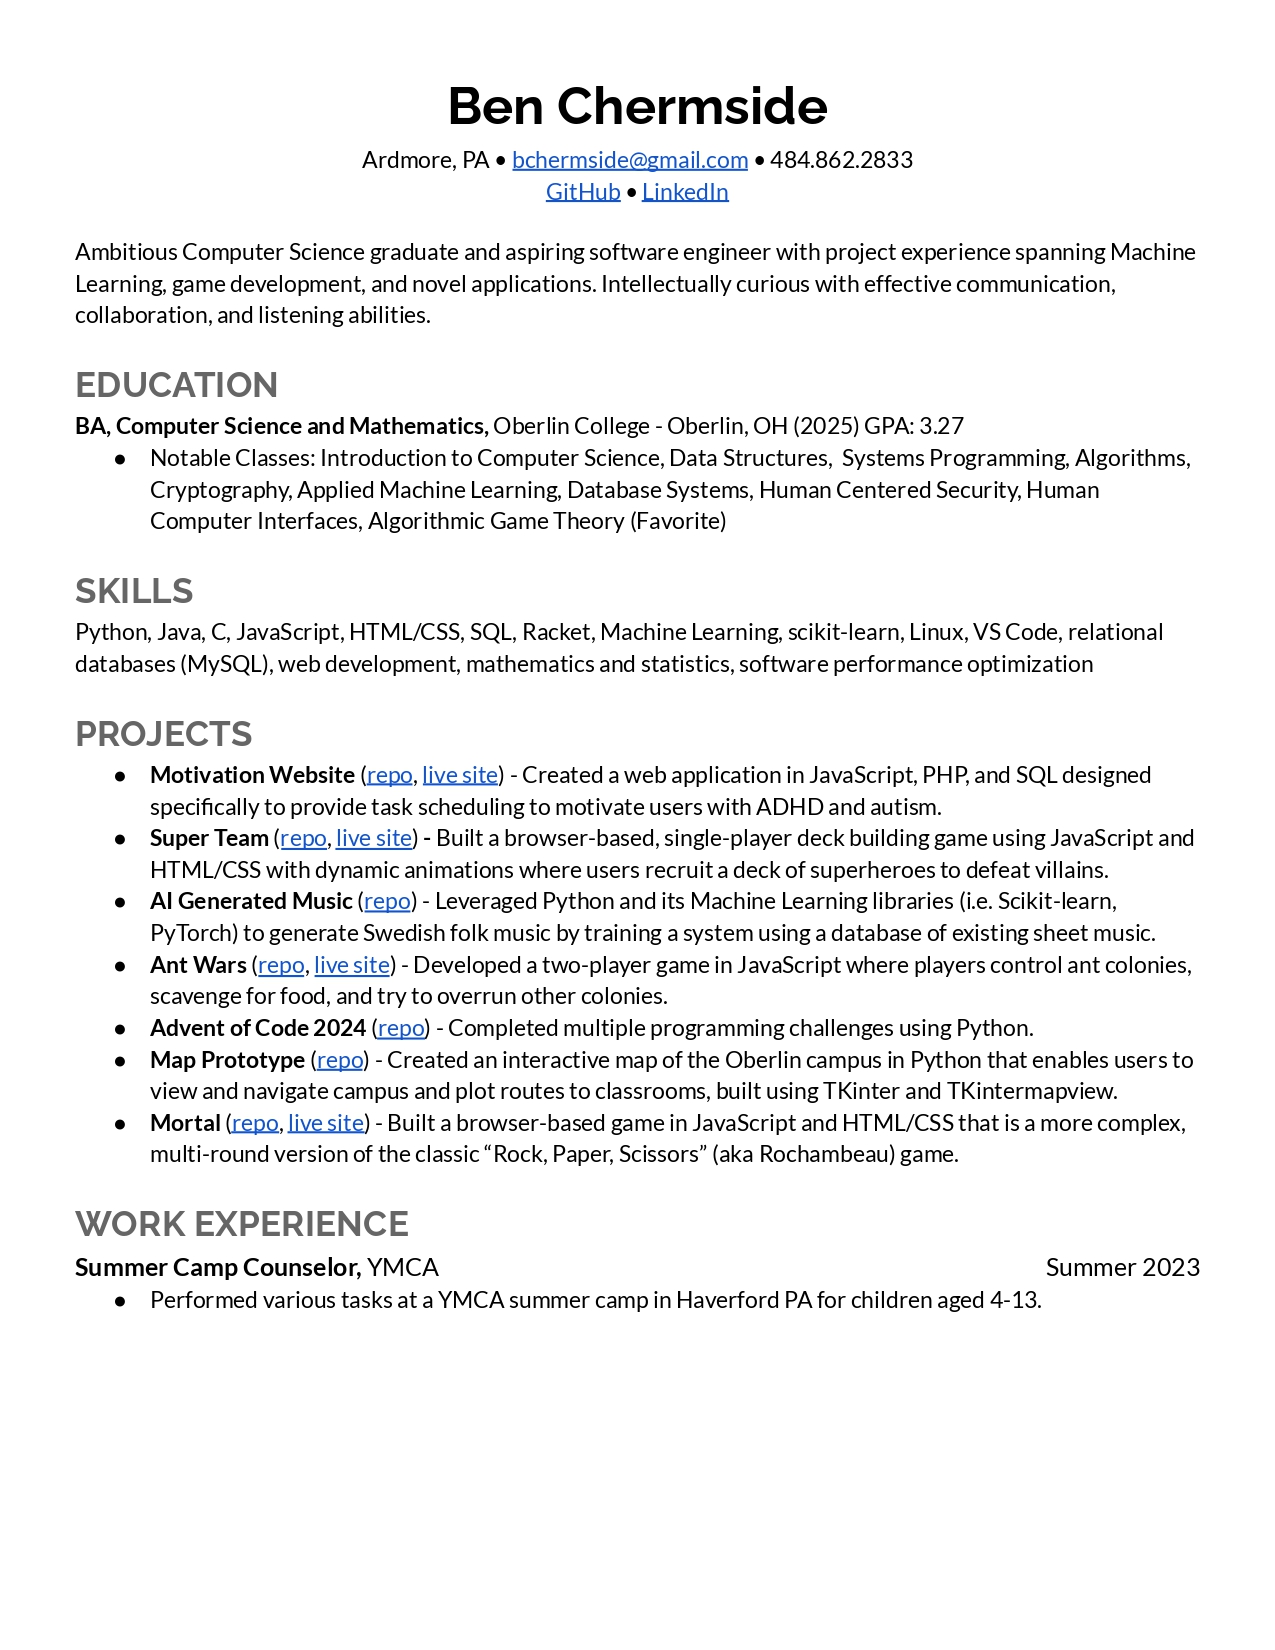 Ben Chermside
Ardmore, PA • bchermside@gmail.com • 484.862.2833
GitHub • LinkedIn
Ambitious Computer Science graduate and aspiring software engineer with project experience spanning Machine
Learning, game development, and novel applications. Intellectually curious with effective communication,
collaboration, and listening abilities.
EDUCATION
BA, Computer Science and Mathematics, Oberlin College - Oberlin, OH (2025) GPA: 3.27
● Notable Classes: Introduction to Computer Science, Data Structures,  Systems Programming, Algorithms,
Cryptography, Applied Machine Learning, Database Systems, Human Centered Security, Human
Computer Interfaces, Algorithmic Game Theory (Favorite)
SKILLS
Python, Java, C, JavaScript, HTML/CSS, SQL, Racket, Machine Learning, scikit-learn, Linux, VS Code, relational
databases (MySQL), web development, mathematics and statistics, software performance optimization
PROJECTS
● Motivation Website (repo, live site) - Created a web application in JavaScript, PHP, and SQL designed
specifically to provide task scheduling to motivate users with ADHD and autism.
● Super Team (repo, live site) - Built a browser-based, single-player deck building game using JavaScript and
HTML/CSS with dynamic animations where users recruit a deck of superheroes to defeat villains.
● AI Generated Music (repo) - Leveraged Python and its Machine Learning libraries (i.e. Scikit-learn,
PyTorch) to generate Swedish folk music by training a system using a database of existing sheet music.
● Ant Wars (repo, live site) - Developed a two-player game in JavaScript where players control ant colonies,
scavenge for food, and try to overrun other colonies.
● Advent of Code 2024 (repo) - Completed multiple programming challenges using Python.
● Map Prototype (repo) - Created an interactive map of the Oberlin campus in Python that enables users to
view and navigate campus and plot routes to classrooms, built using TKinter and TKintermapview.
● Mortal (repo, live site) - Built a browser-based game in JavaScript and HTML/CSS that is a more complex,
multi-round version of the classic “Rock, Paper, Scissors” (aka Rochambeau) game.
WORK EXPERIENCE
Summer Camp Counselor, YMCA Summer 2023
● Performed various tasks at a YMCA summer camp in Haverford PA for children aged 4-13.